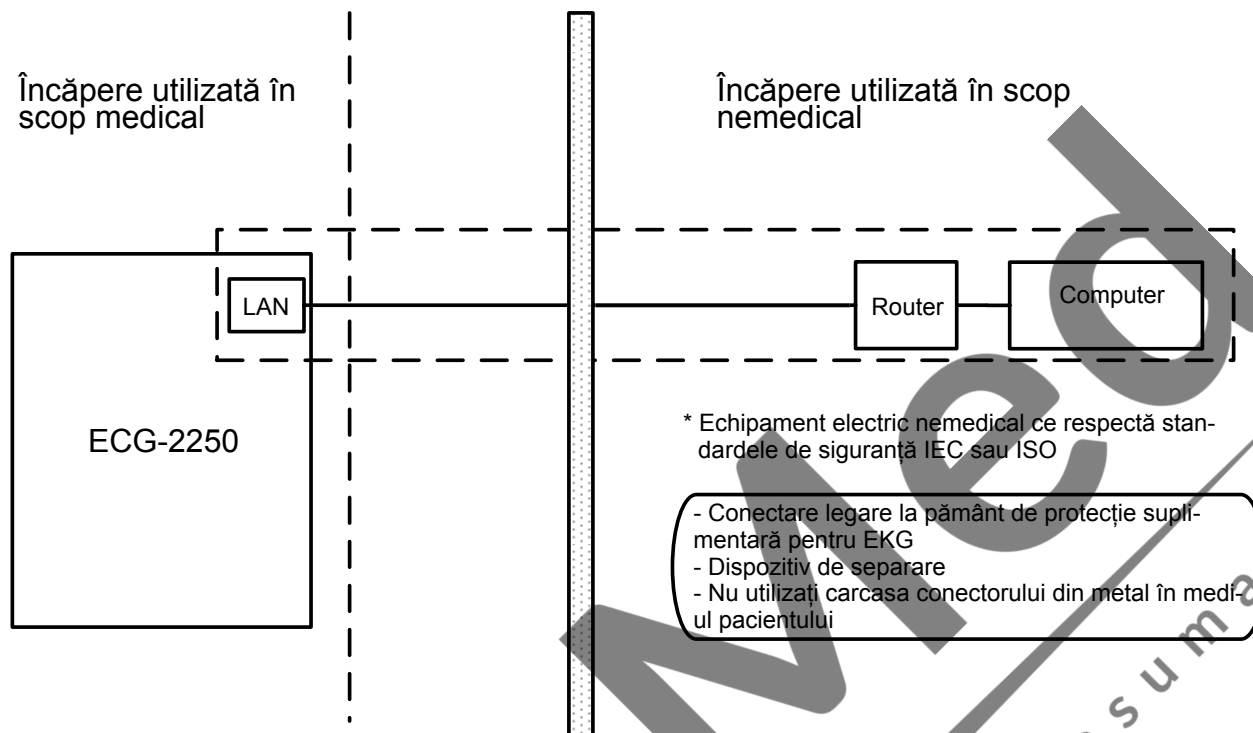 Încăpere utilizată în
scop medical
Încăpere utilizată în scop
nemedical
LAN
Router
Computer
ECG-2250
* Echipament electric nemedical ce respectă stan-
dardele de siguranță IEC sau ISO
- Conectare legare la pământ de protecție supli-
mentară pentru EKG
- Dispozitiv de separare
- Nu utilizați carcasa conectorului din metal în medi-
ul pacientului
Med